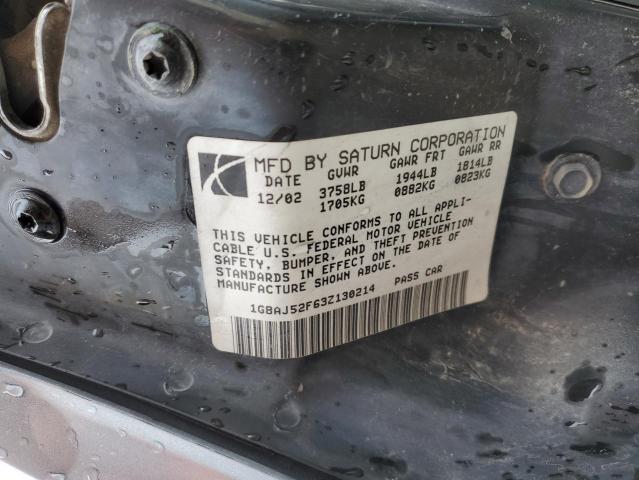 MFD BY SATURN CORPORATION
DATE GVWR GAWR FRT GAWR RR
12/02 3758LB 1944LB 1814LB
1705KG 0882KG 0823KG
THIS VEHICLE CONFORMS TO ALL APPLI-
CABLE U.S. FEDERAL MOTOR VEHICLE
SAFETY, BUMPER, AND THEFT PREVENTION
STANDARDS IN EFFECT ON THE DATE OF
MANUFACTURE SHOWN ABOVE.
1GBAJ52F63Z130214 PASS CAR